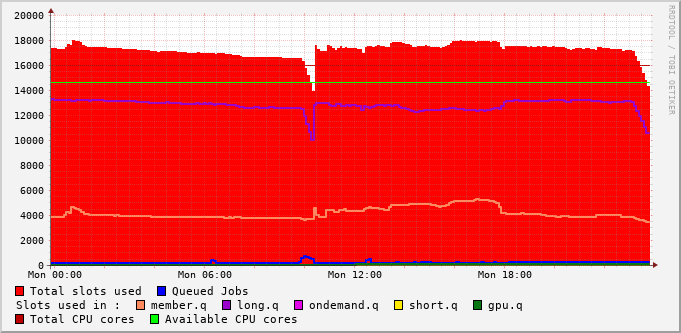 RRDTOOL / TOBI OETIKER
20000
18000
16000
14000
12000
10000
8000
6000
4000
2000
0
Mon 00:00 Mon 06:00 Mon 12:00 Mon 18:00
Total slots used Queued Jobs
Slots used in : member.q long.q ondemand.q short.q gpu.q
Total CPU cores Available CPU cores